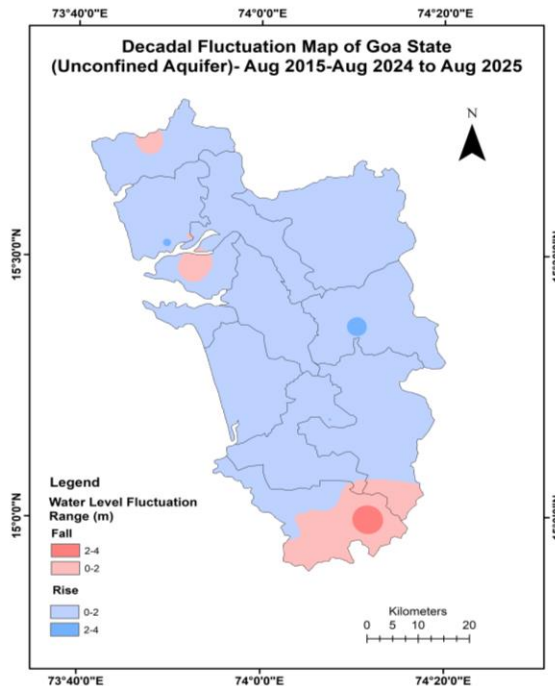 73°40'0"E 74°0'0"E 74°20'0"E
Decadal Fluctuation Map of Goa State
(Unconfined Aquifer)- Aug 2015-Aug 2024 to Aug 2025
N
15°30'0"N
Legend
Water Level Fluctuation
Range (m)
Fall
2-4
0-2
Rise
0-2
2-4
15°0'0"N
Kilometers
0 5 10 15 20
73°40'0"E 74°0'0"E 74°20'0"E